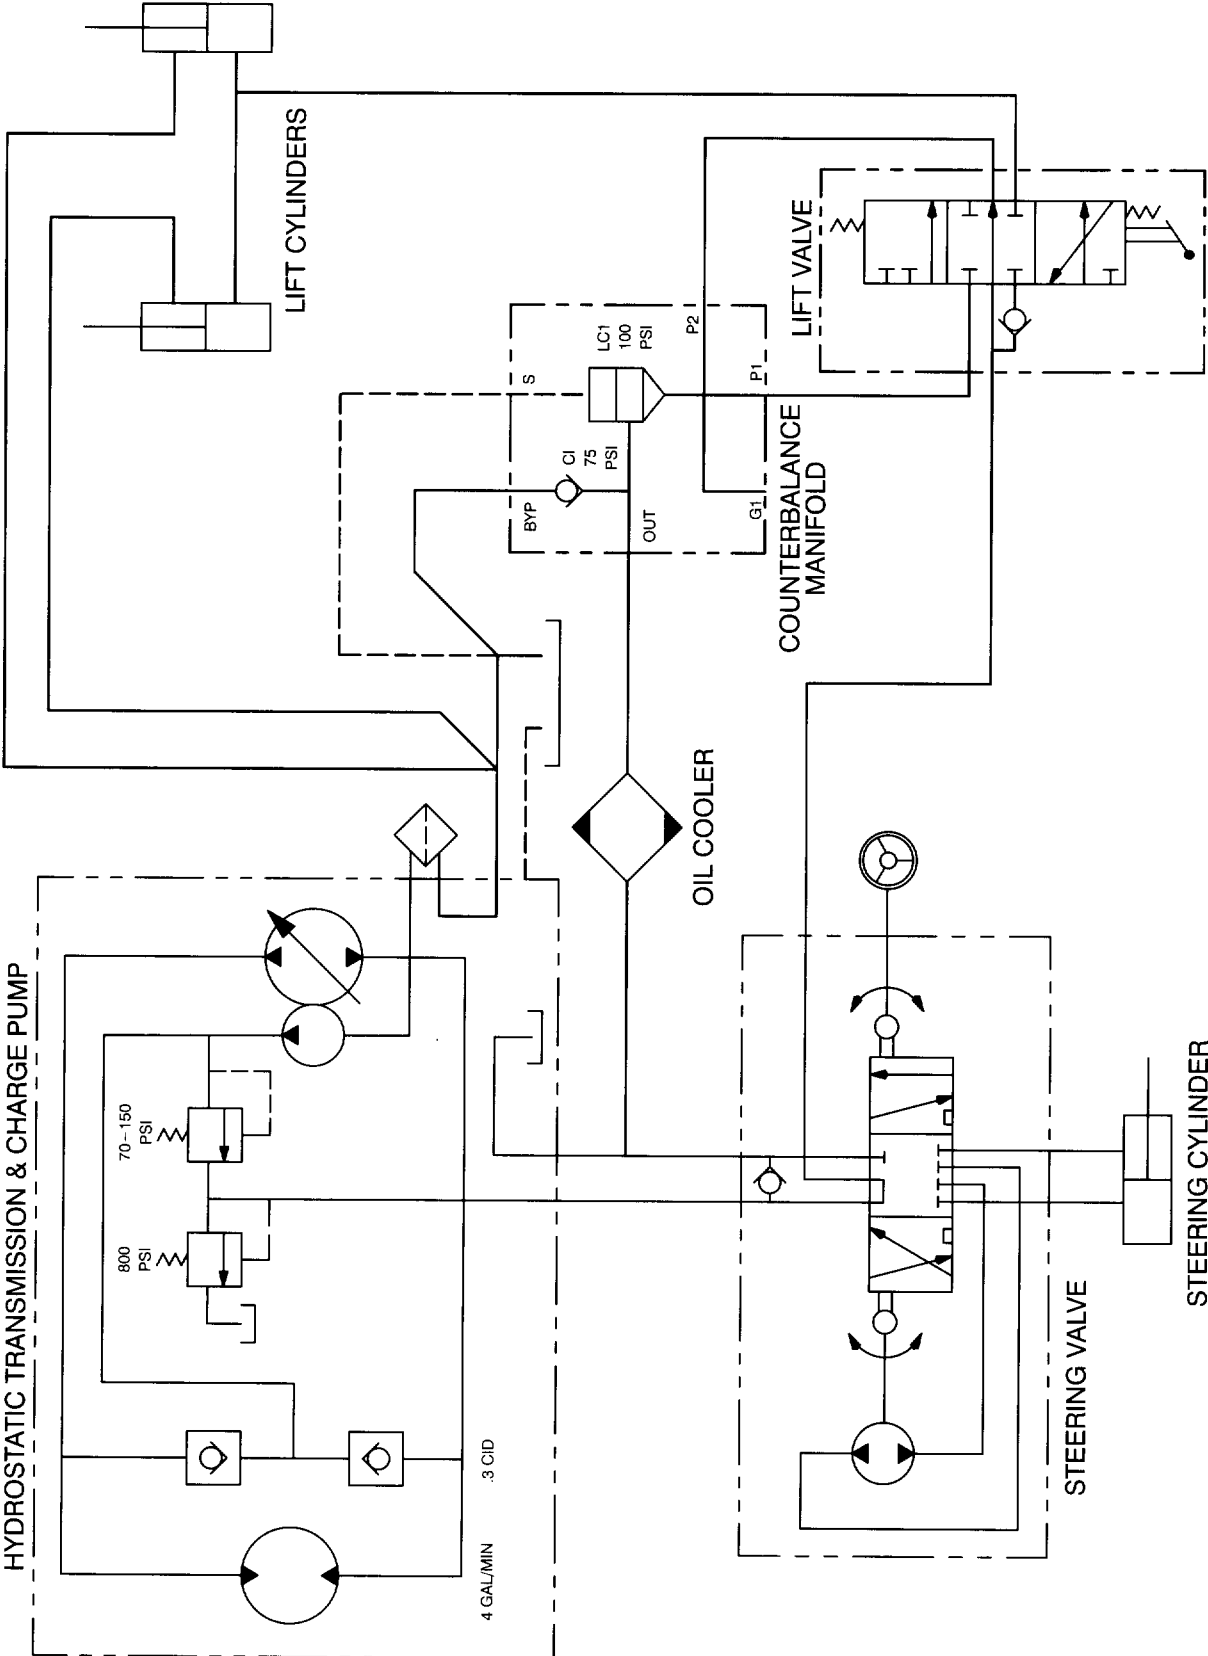 HYDROSTATIC TRANSMISSION & CHARGE PUMP
800
PSI
70-150
PSI
4 GAL/MIN
.3 CID
LIFT CYLINDERS
BYP
S
CI
75
PSI
LC1
100
PSI
OUT
P2
G1
P1
COUNTERBALANCE
MANIFOLD
LIFT VALVE
OIL COOLER
STEERING VALVE
STEERING CYLINDER